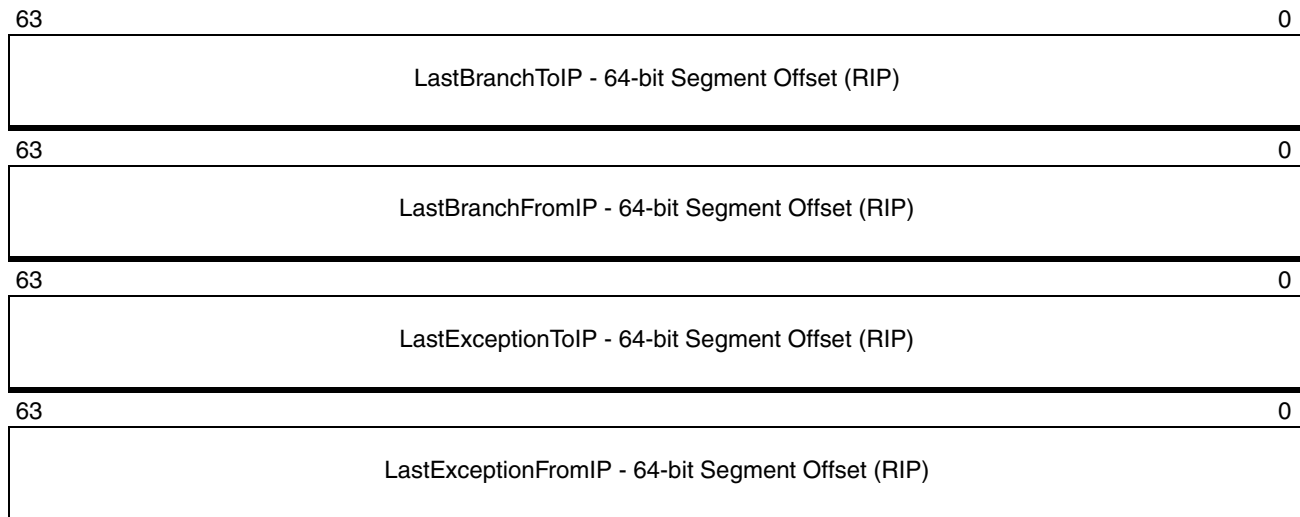 63 0
LastBranchToIP - 64-bit Segment Offset (RIP)
63 0
LastBranchFromIP - 64-bit Segment Offset (RIP)
63 0
LastExceptionToIP - 64-bit Segment Offset (RIP)
63 0
LastExceptionFromIP - 64-bit Segment Offset (RIP)